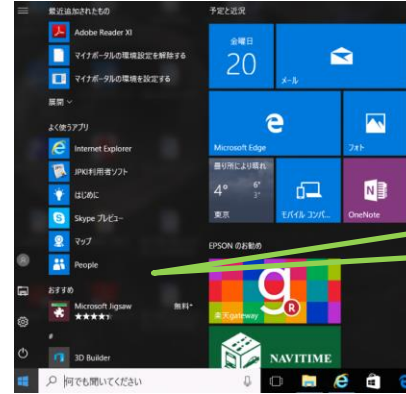 最近追加されたもの
Adobe Reader XI
マイナポータルの環境設定を解除する
マイナポータルの環境を設定する
展開
よく使うアプリ
Internet Explorer
JPKI利用者ソフト
はじめに
Skype プレビュー
マップ
People
おすすめ
Microsoft Jigsaw
無料*
#
3D Builder
何でも聞いてください
予定と近況
金曜日
20
メール
Microsoft Edge
フォト
曇り所により晴れ
4°
6°
3°
東京
モバイル コンパ...
OneNote
EPSON のお勧め
g
R
楽天gateway
NAVITIME